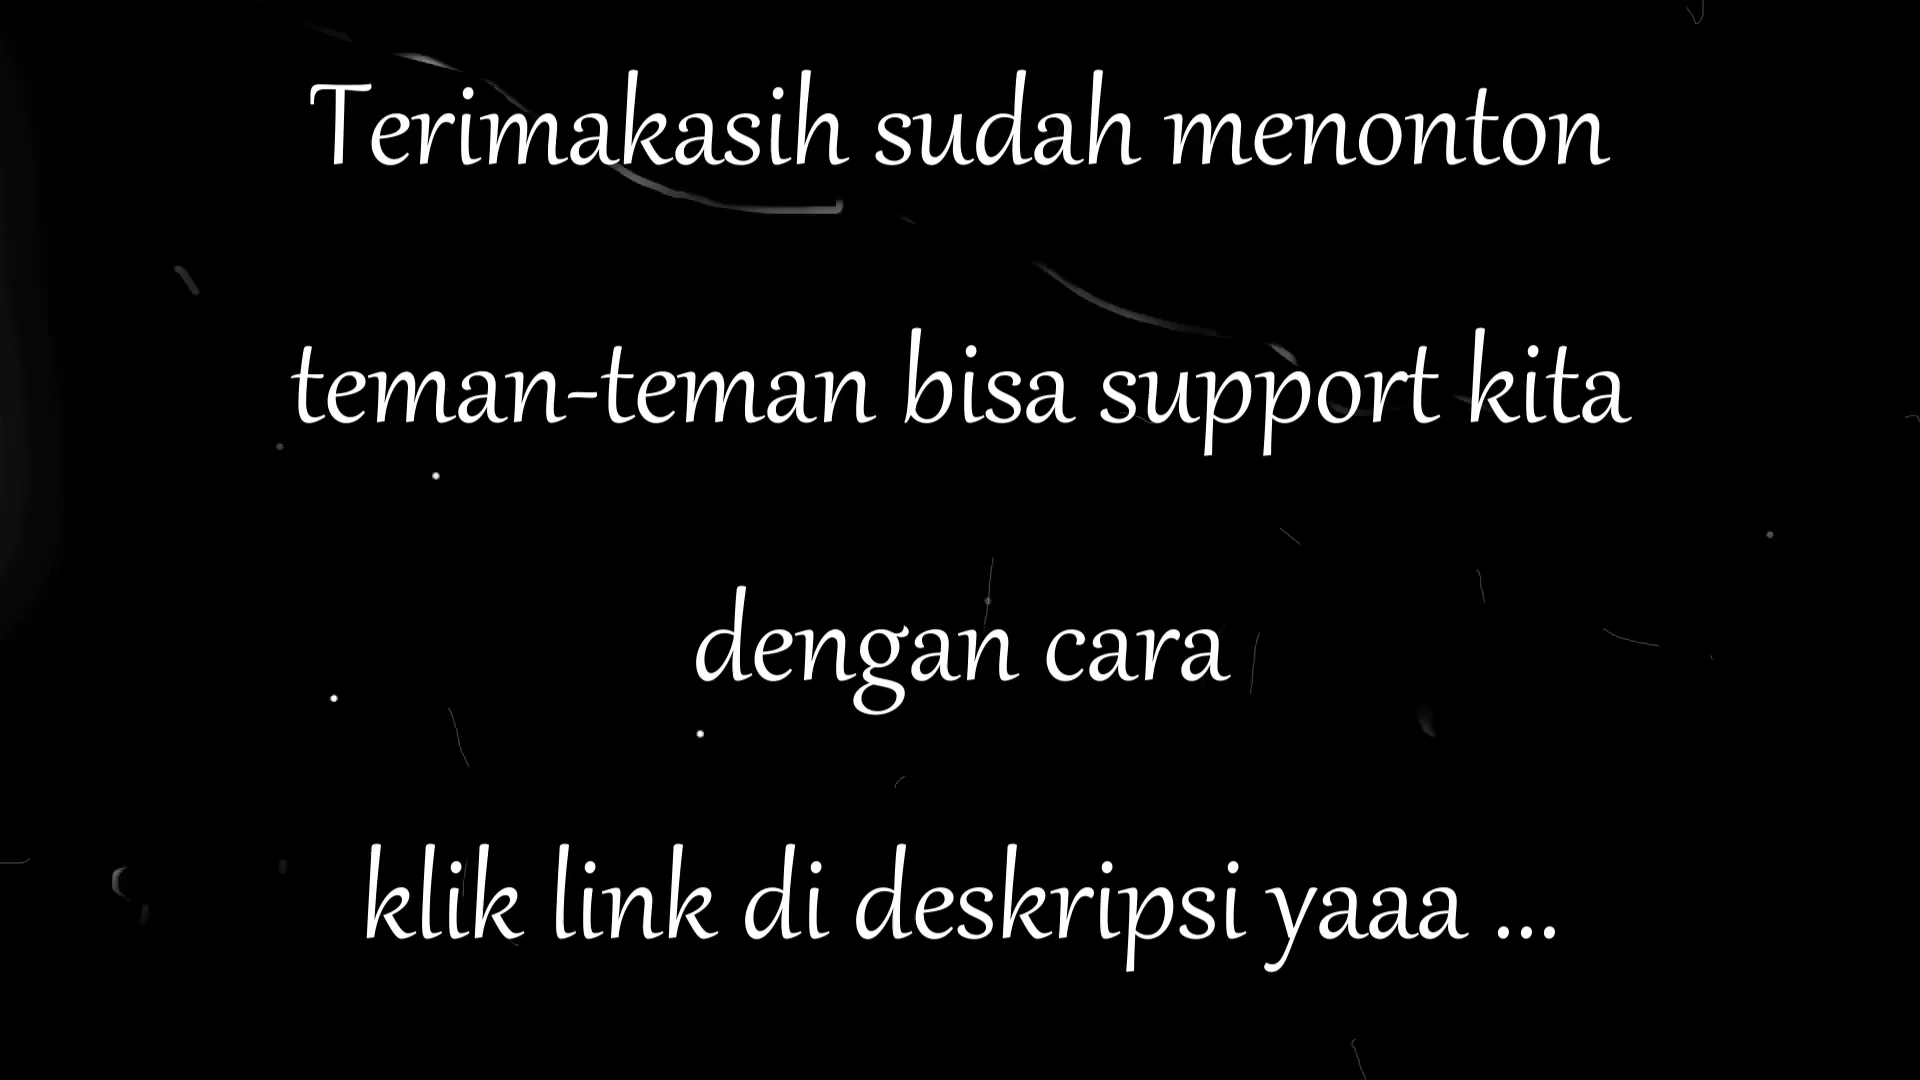 Terimakasih sudah menonton
teman-teman bisa support kita
dengan cara
klik link di deskripsi yaaa ...